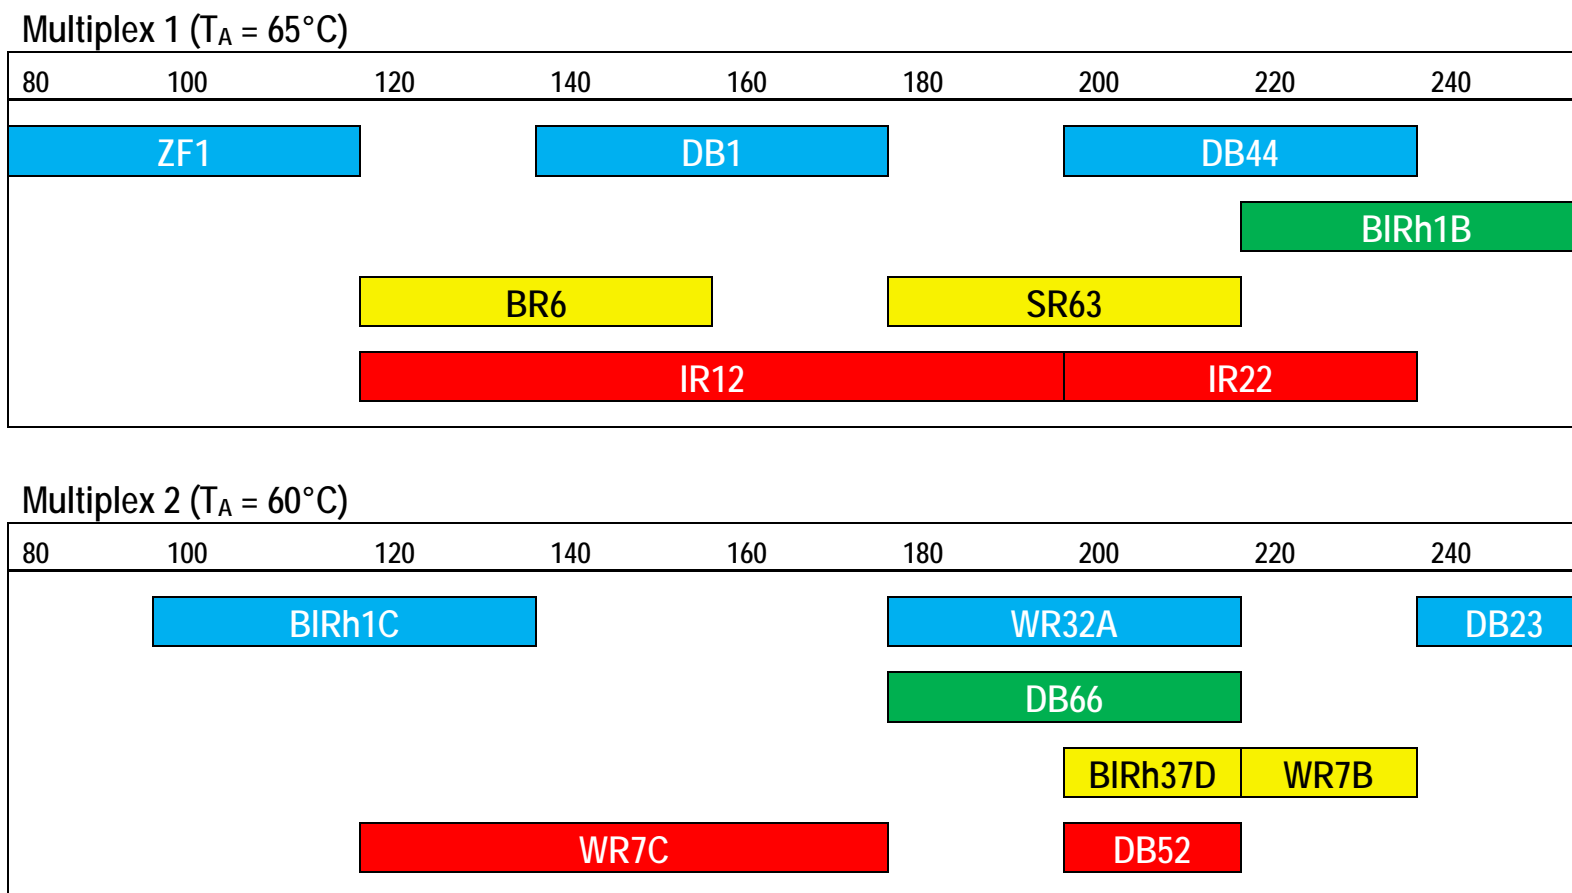 Multiplex 1 (TA = 65°C)
80 100 120 140 160 180 200 220 240
ZF1 DB1 DB44
BIRh1B
BR6 SR63
IR12 IR22
Multiplex 2 (TA = 60°C)
80 100 120 140 160 180 200 220 240
BIRh1C WR32A DB23
DB66
BIRh37D WR7B
WR7C DB52